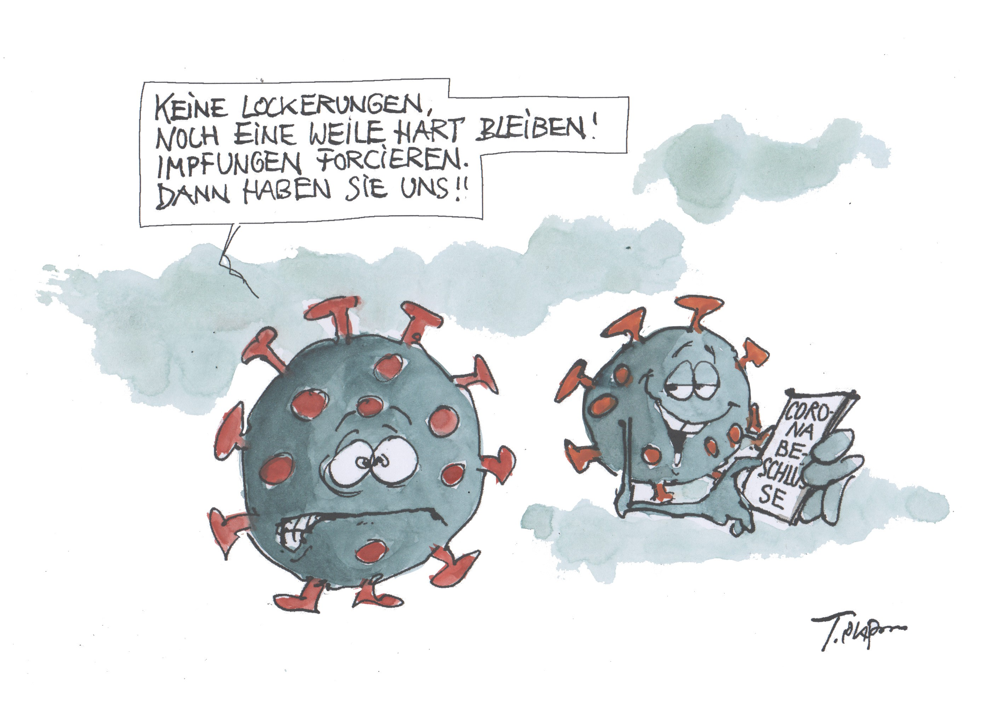 KEINE LOCKERUNGEN,
NOCH EINE WEILE HART BLEIBEN!
IMPFUNGEN FORCIEREN.
DANN HABEN SIE UNS!!
CORO-
NA
BE-
SCHLÜS
SE